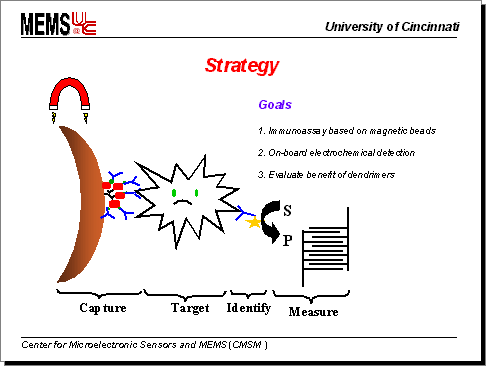 MEMS@UC
University of Cincinnati
Strategy
Goals
1. Immunoassay based on magnetic beads
2. On-board electrochemical detection
3. Evaluate benefit of dendrimers
S
P
Capture Target Identify Measure
Center for Microelectronic Sensors and MEMS (CMSM )